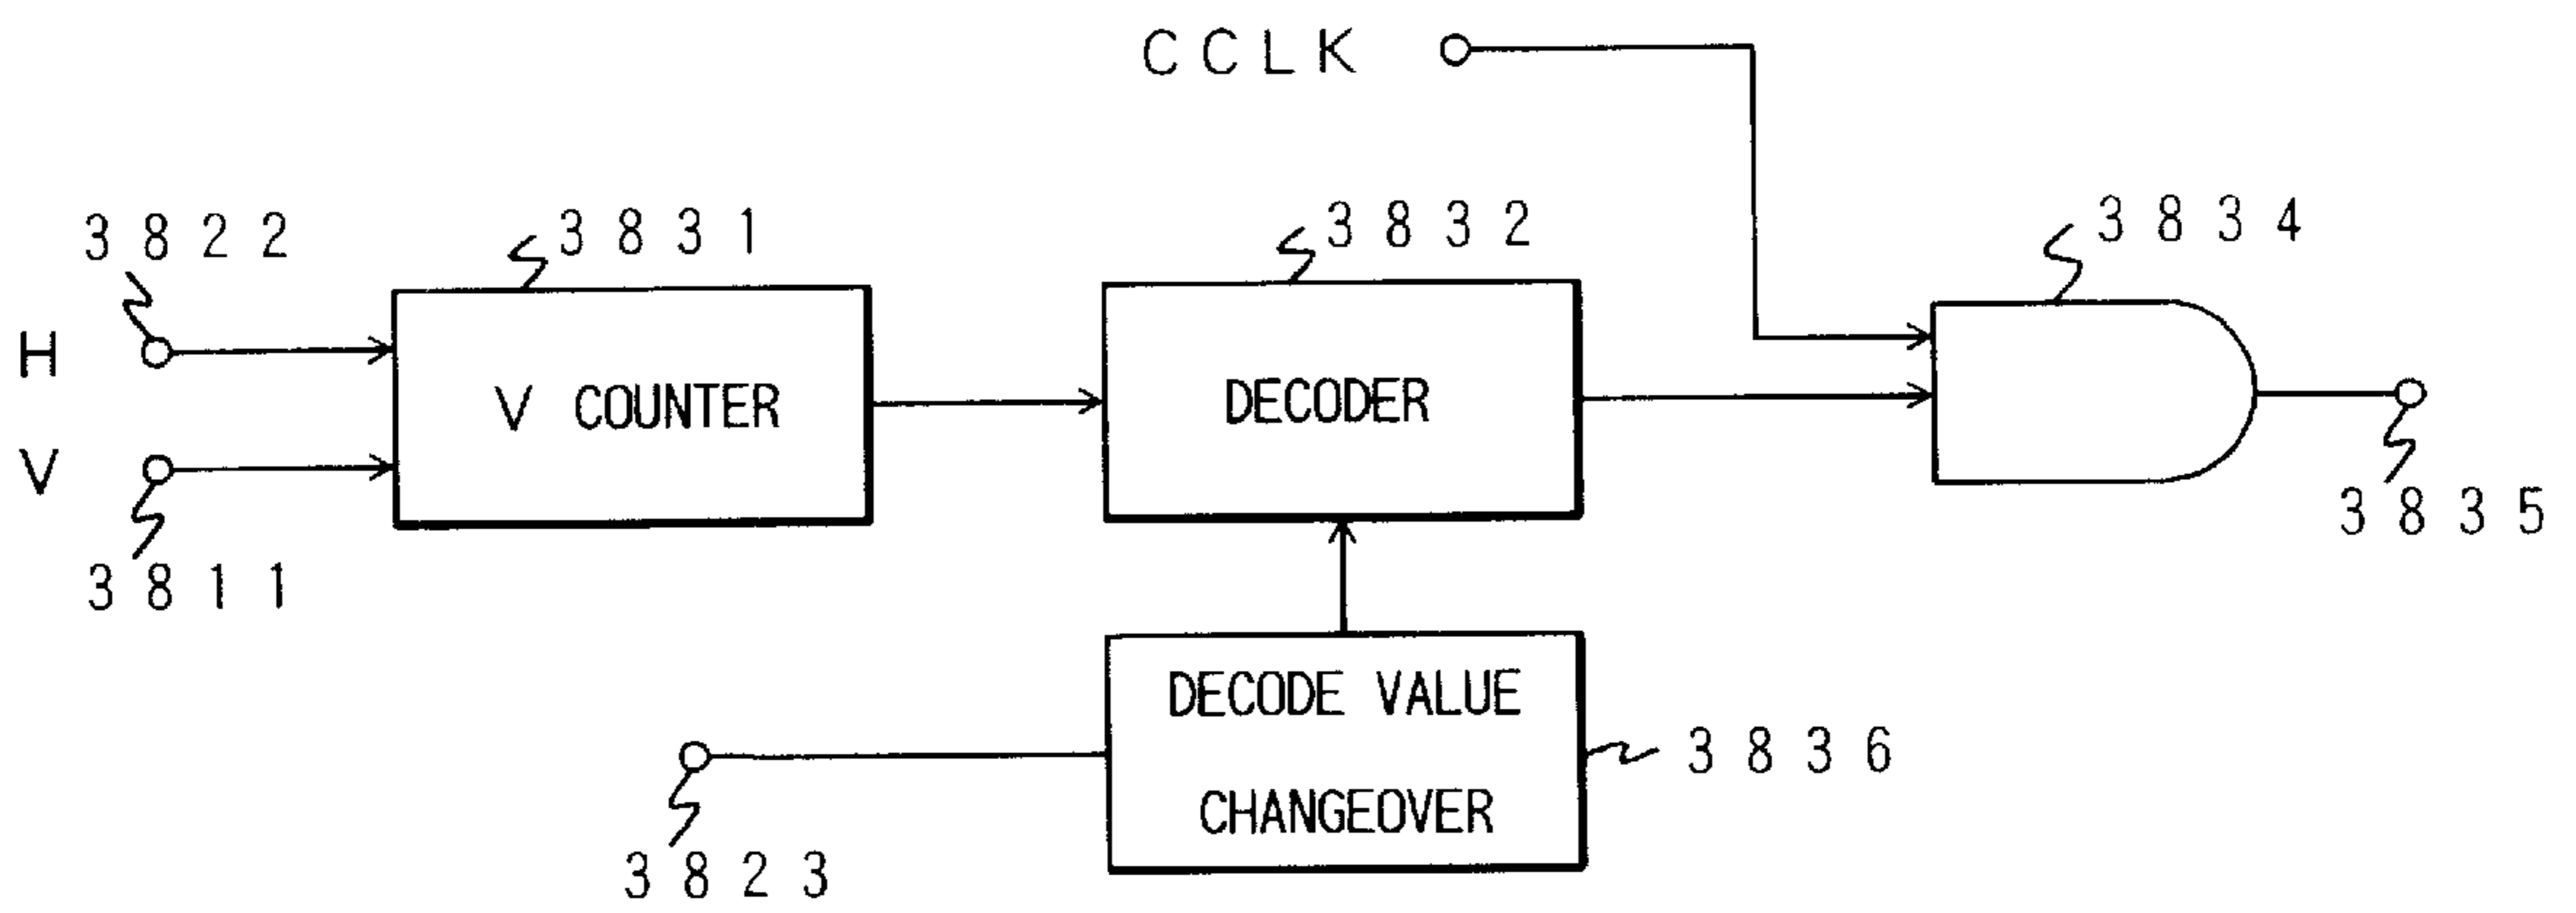 CCLK
3822
3831
3832
3834
H
V COUNTER
DECODER
V
3835
3811
DECODE VALUE
CHANGEOVER
3836
3823